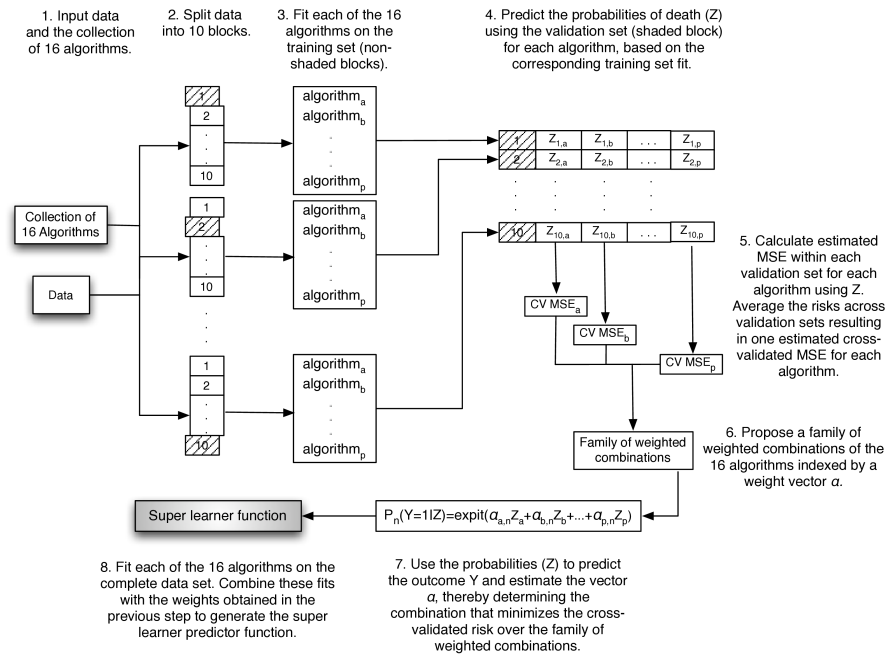 1. Input data
and the collection
of 16 algorithms.
2. Split data
into 10 blocks.
3. Fit each of the 16
algorithms on the
training set (non-
shaded blocks).
4. Predict the probabilities of death (Z)
using the validation set (shaded block)
for each algorithm, based on the
corresponding training set fit.
1
2
.
.
.
10
algorithm_a
algorithm_b
.
.
.
algorithm_p
1 Z_1,a Z_1,b . . . Z_1,p
2 Z_2,a Z_2,b . . . Z_2,p
. . . .
. . . .
10 Z_10,a Z_10,b . . . Z_10,p
Collection of
16 Algorithms
Data
1
2
.
.
.
10
algorithm_a
algorithm_b
.
.
.
algorithm_p
.
.
.
1
2
.
.
.
10
algorithm_a
algorithm_b
.
.
.
algorithm_p
CV MSE_a
CV MSE_b
CV MSE_p
5. Calculate estimated
MSE within each
validation set for each
algorithm using Z.
Average the risks across
validation sets resulting
in one estimated cross-
validated MSE for each
algorithm.
Family of weighted
combinations
6. Propose a family of
weighted combinations of the
16 algorithms indexed by a
weight vector α.
Super learner function
P_n(Y=1|Z)=expit(α_a,nZ_a+α_b,nZ_b+...+α_p,nZ_p)
8. Fit each of the 16 algorithms on the
complete data set. Combine these fits
with the weights obtained in the
previous step to generate the super
learner predictor function.
7. Use the probabilities (Z) to predict
the outcome Y and estimate the vector
α, thereby determining the
combination that minimizes the cross-
validated risk over the family of
weighted combinations.